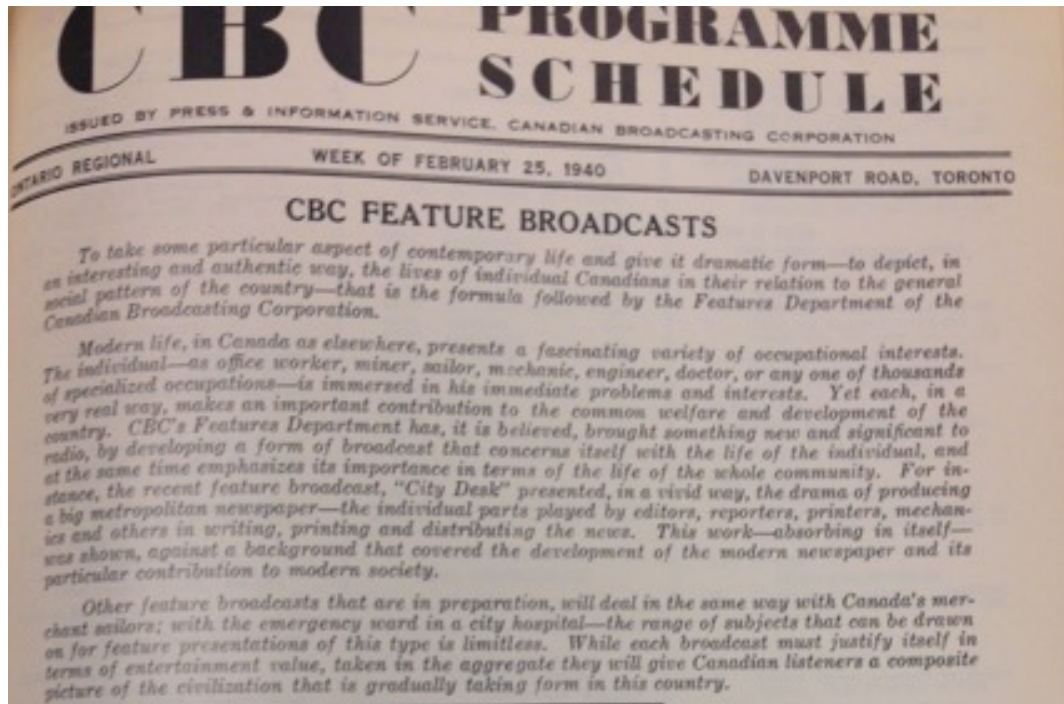 CBC PROGRAMME
SCHEDULE
ISSUED BY PRESS & INFORMATION SERVICE, CANADIAN BROADCASTING CORPORATION
ONTARIO REGIONAL WEEK OF FEBRUARY 25, 1940 DAVENPORT ROAD, TORONTO
CBC FEATURE BROADCASTS
To take some particular aspect of contemporary life and give it dramatic form—to depict, in
an interesting and authentic way, the lives of individual Canadians in their relation to the general
social pattern of the country—that is the formula followed by the Features Department of the
Canadian Broadcasting Corporation.
Modern life, in Canada as elsewhere, presents a fascinating variety of occupational interests.
The individual—as office worker, miner, sailor, mechanic, engineer, doctor, or any one of thousands
of specialized occupations—is immersed in his immediate problems and interests. Yet each, in a
very real way, makes an important contribution to the common welfare and development of the
country. CBC's Features Department has, it is believed, brought something new and significant to
radio, by developing a form of broadcast that concerns itself with the life of the individual, and
at the same time emphasizes its importance in terms of the life of the whole community. For in-
stance, the recent feature broadcast, "City Desk" presented, in a vivid way, the drama of producing
a big metropolitan newspaper—the individual parts played by editors, reporters, printers, mechan-
ics and others in writing, printing and distributing the news. This work—absorbing in itself—
was shown, against a background that covered the development of the modern newspaper and its
particular contribution to modern society.
Other feature broadcasts that are in preparation, will deal in the same way with Canada's mer-
chant sailors; with the emergency ward in a city hospital—the range of subjects that can be drawn
on for feature presentations of this type is limitless. While each broadcast must justify itself in
terms of entertainment value, taken in the aggregate they will give Canadian listeners a composite
picture of the civilization that is gradually taking form in this country.